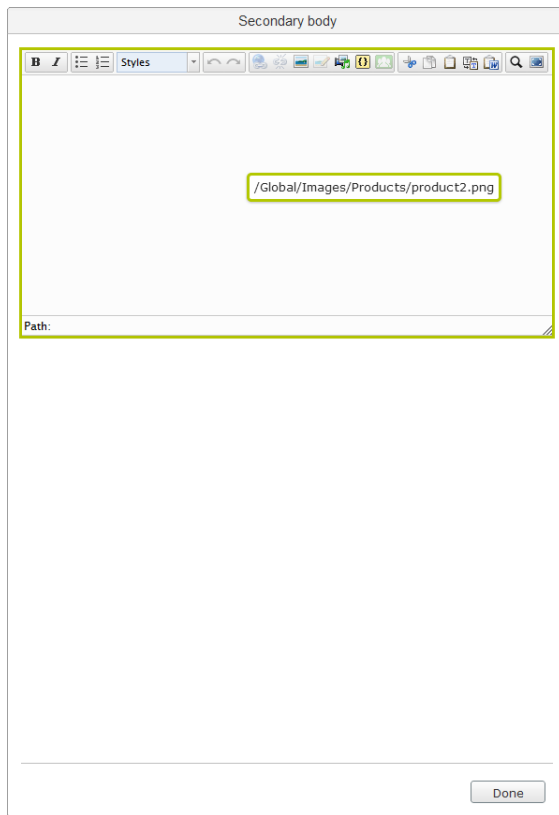 Secondary body
B I Styles
/Global/Images/Products/product2.png
Path:
Done